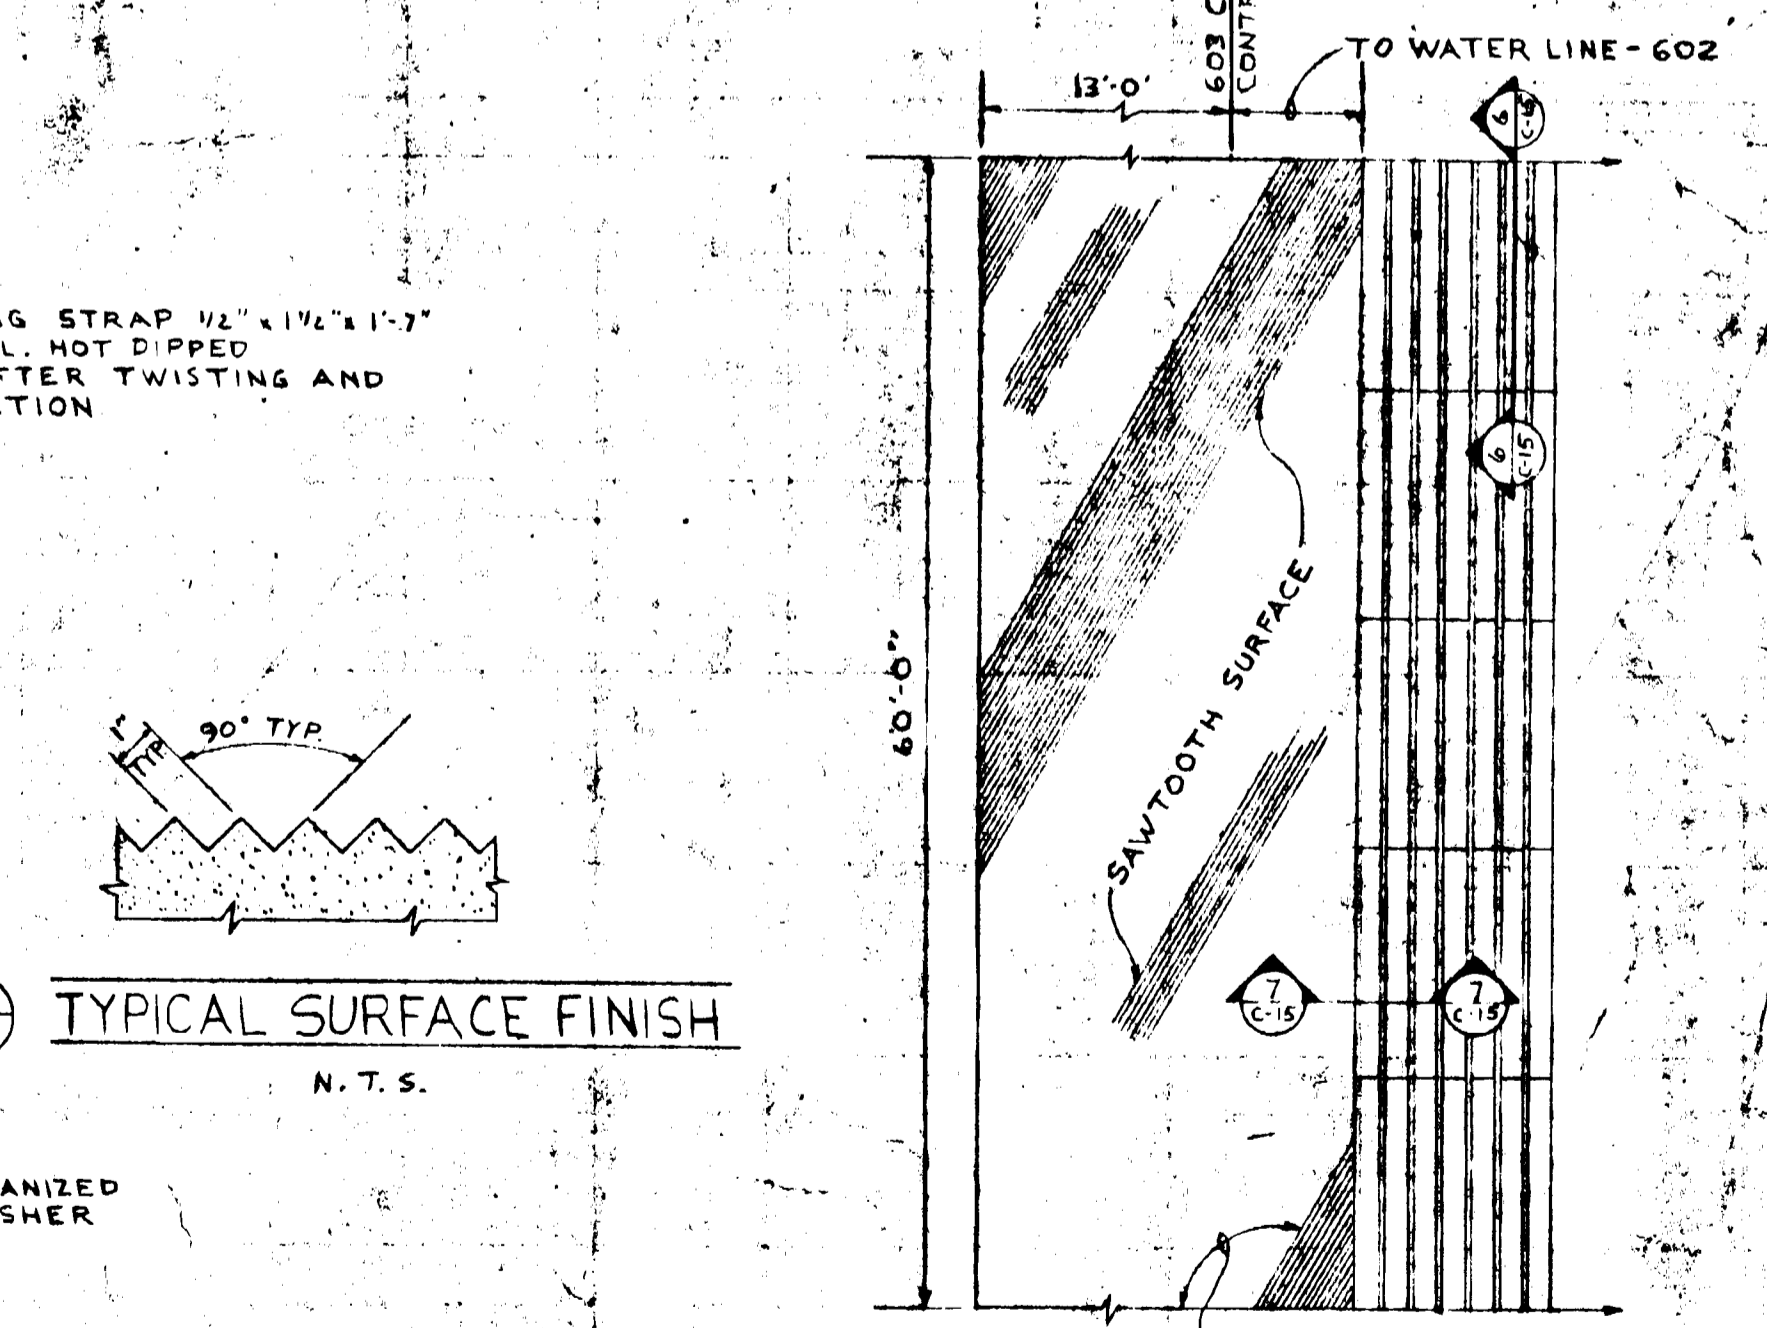 603 C
CONTR
TO WATER LINE - 602
13'-0'
6
C-15
G STRAP 1/2" x 1 1/2" x 1'-7"
L. HOT DIPPED
FTER TWISTING AND
TION
6
C-15
60'-0"
SAWTOOTH SURFACE
1"
TYP.
90° TYP.
7
C-15
7
C-15
TYPICAL SURFACE FINISH
N. T. S.
ANIZED
SHER